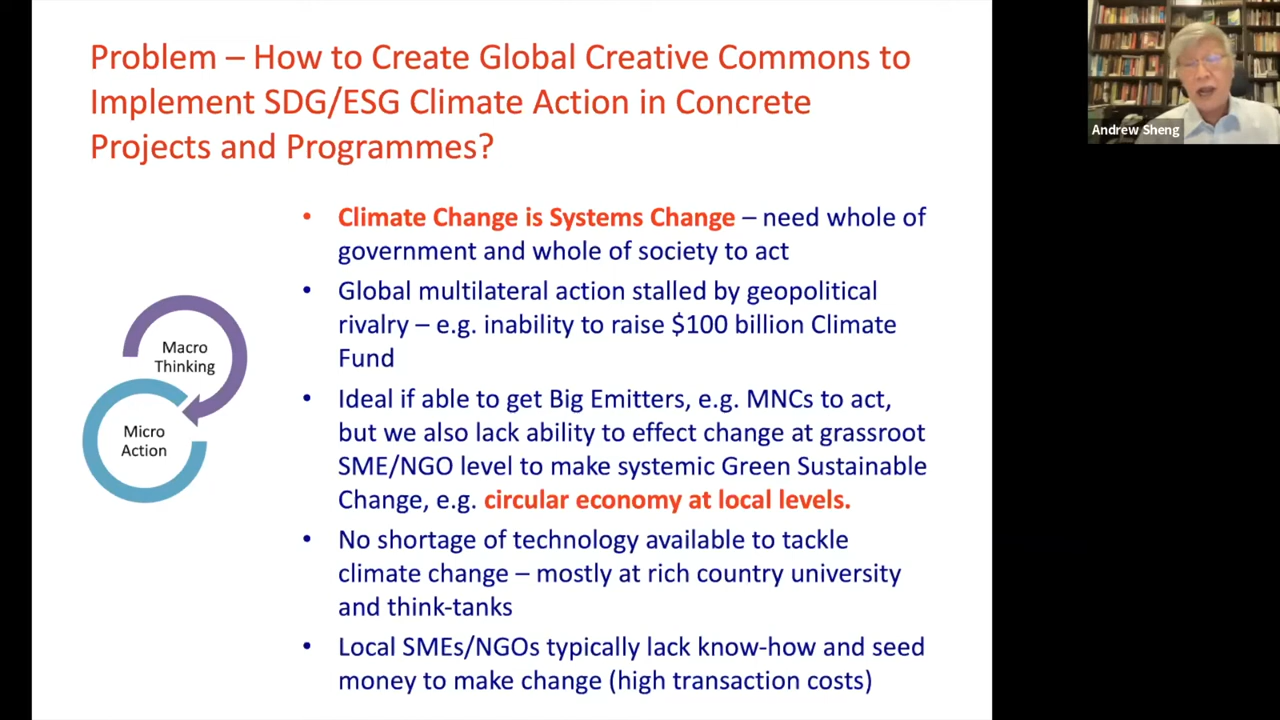 Problem – How to Create Global Creative Commons to
Implement SDG/ESG Climate Action in Concrete
Projects and Programmes?
Andrew Sheng
• Climate Change is Systems Change – need whole of
government and whole of society to act
• Global multilateral action stalled by geopolitical
rivalry – e.g. inability to raise $100 billion Climate
Fund
Macro
Thinking
Micro
Action
• Ideal if able to get Big Emitters, e.g. MNCs to act,
but we also lack ability to effect change at grassroot
SME/NGO level to make systemic Green Sustainable
Change, e.g. circular economy at local levels.
• No shortage of technology available to tackle
climate change – mostly at rich country university
and think-tanks
• Local SMEs/NGOs typically lack know-how and seed
money to make change (high transaction costs)